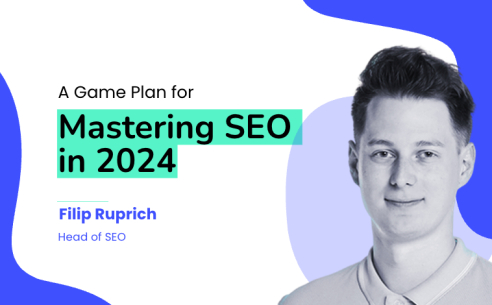 A Game Plan for
Mastering SEO
in 2024
Filip Ruprich
Head of SEO